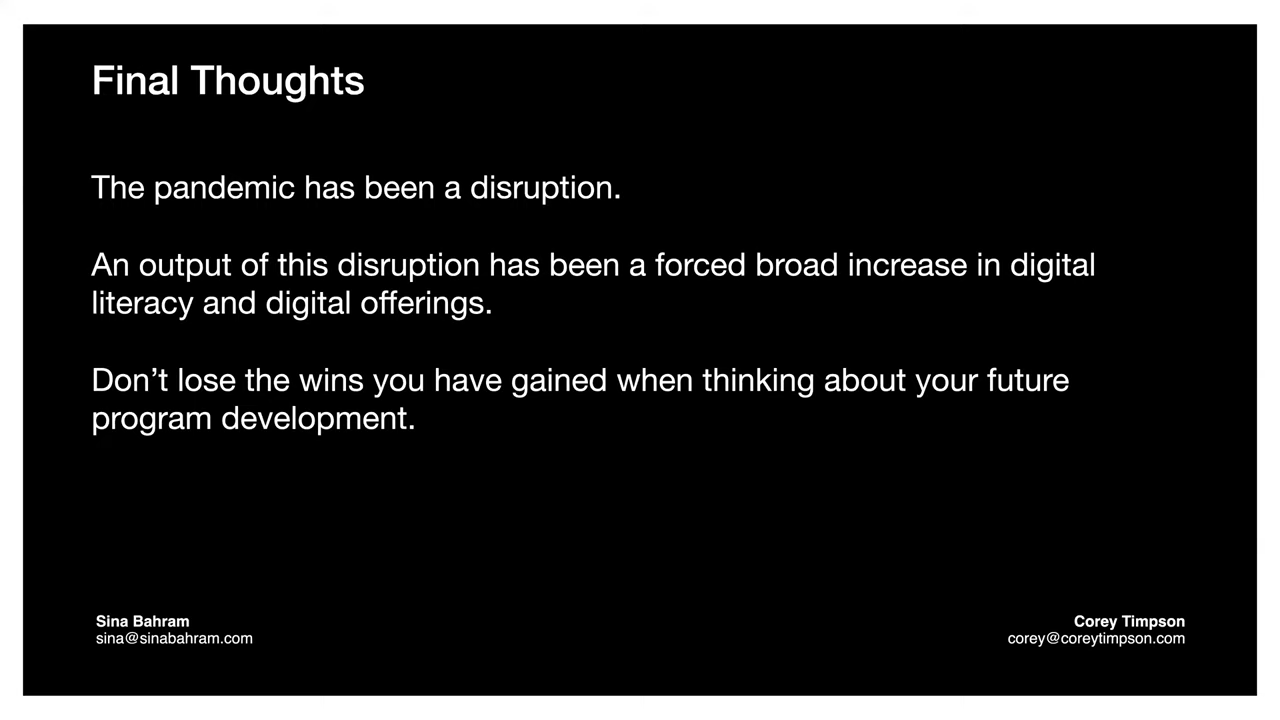 Final Thoughts
The pandemic has been a disruption.
An output of this disruption has been a forced broad increase in digital
literacy and digital offerings.
Don’t lose the wins you have gained when thinking about your future
program development.
Sina Bahram
sina@sinabahram.com
Corey Timpson
corey@coreytimpson.com